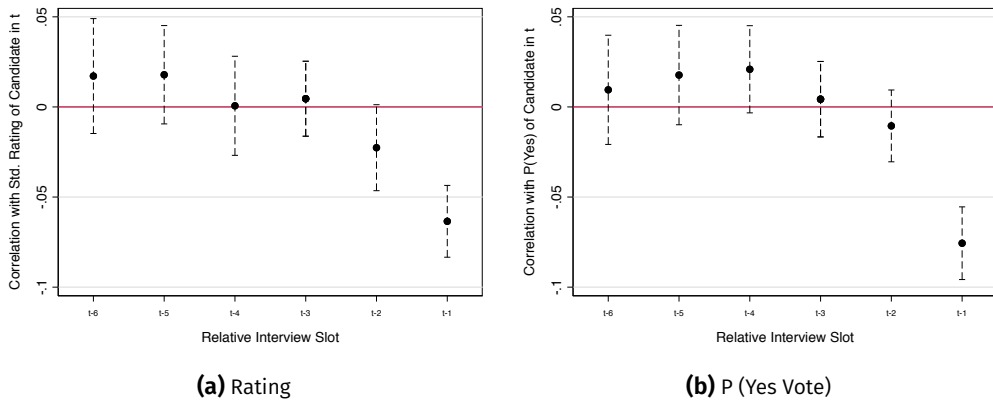 Correlation with Std. Rating of Candidate in t
.05
0
-.05
-.1
t-6 t-5 t-4 t-3 t-2 t-1
Relative Interview Slot
(a) Rating
Correlation with P(Yes) of Candidate in t
.05
0
-.05
-.1
t-6 t-5 t-4 t-3 t-2 t-1
Relative Interview Slot
(b) P (Yes Vote)